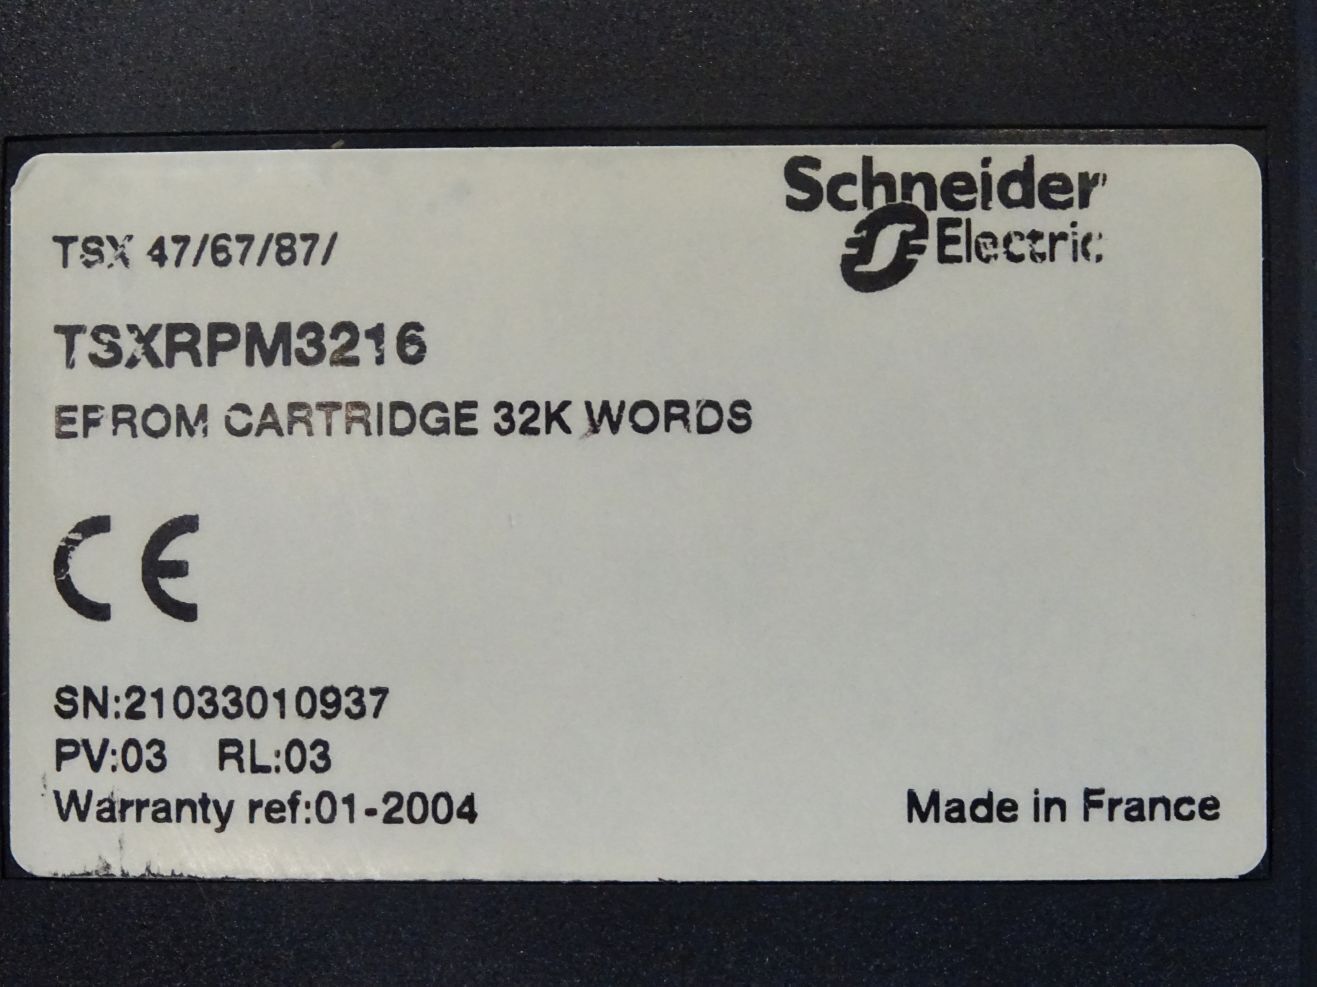 Schneider
Electric
TSX 47/67/87/
TSXRPM3216
EPROM CARTRIDGE 32K WORDS
CE
SN:21033010937
PV:03 RL:03
Warranty ref:01-2004
Made in France